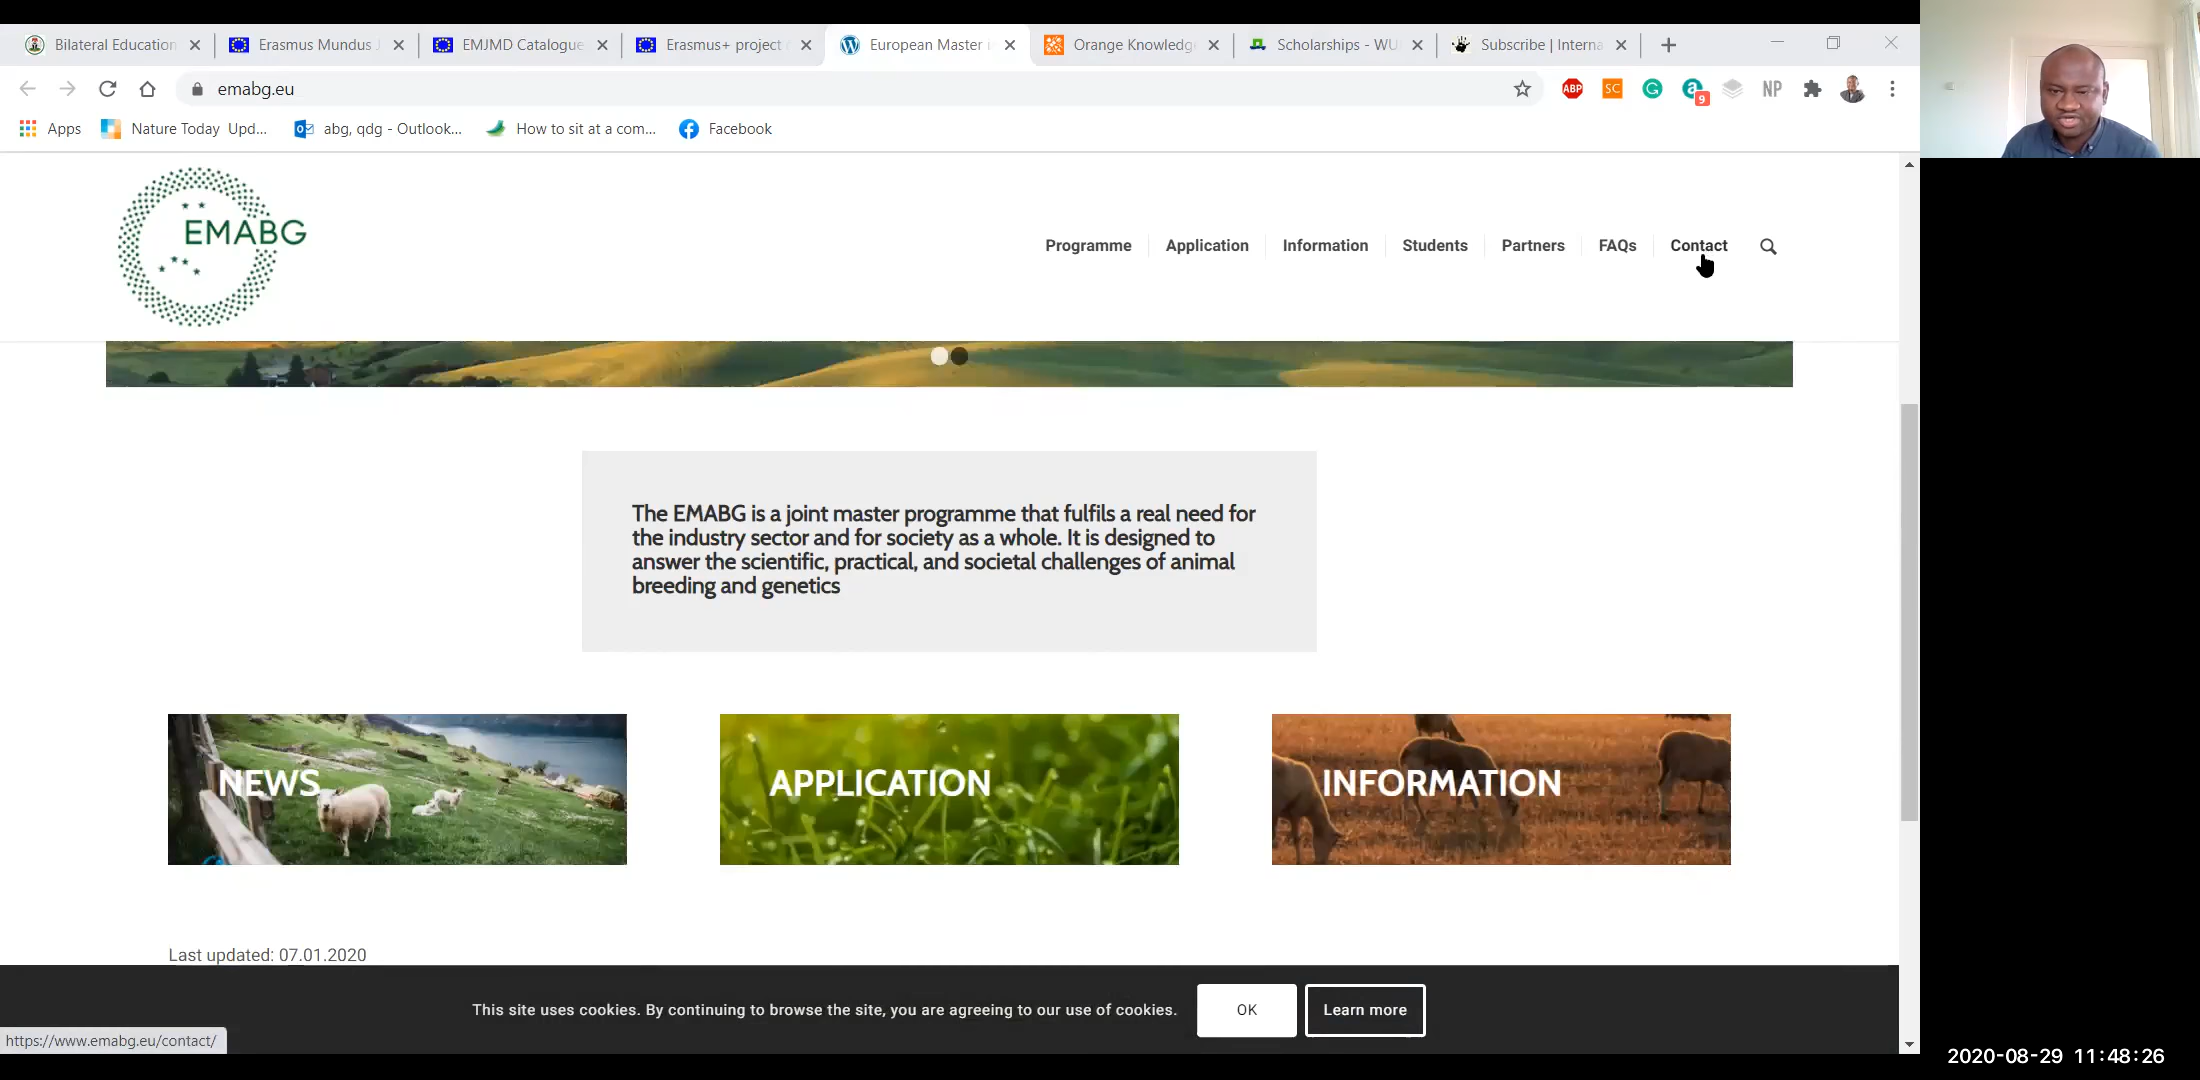 Bilateral Education
Erasmus Mundus J
EMJMD Catalogue
Erasmus+ project
European Master
Orange Knowledg
Scholarships - WU
Subscribe | Interna
emabg.eu
ABP
SC
9
NP
Apps
Nature Today Upd...
abg, qdg - Outlook...
How to sit at a com...
Facebook
EMABG
Programme
Application
Information
Students
Partners
FAQs
Contact
The EMABG is a joint master programme that fulfils a real need for
the industry sector and for society as a whole. It is designed to
answer the scientific, practical, and societal challenges of animal
breeding and genetics
NEWS
APPLICATION
INFORMATION
Last updated: 07.01.2020
This site uses cookies. By continuing to browse the site, you are agreeing to our use of cookies.
OK
Learn more
https://www.emabg.eu/contact/
2020-08-29 11:48:26